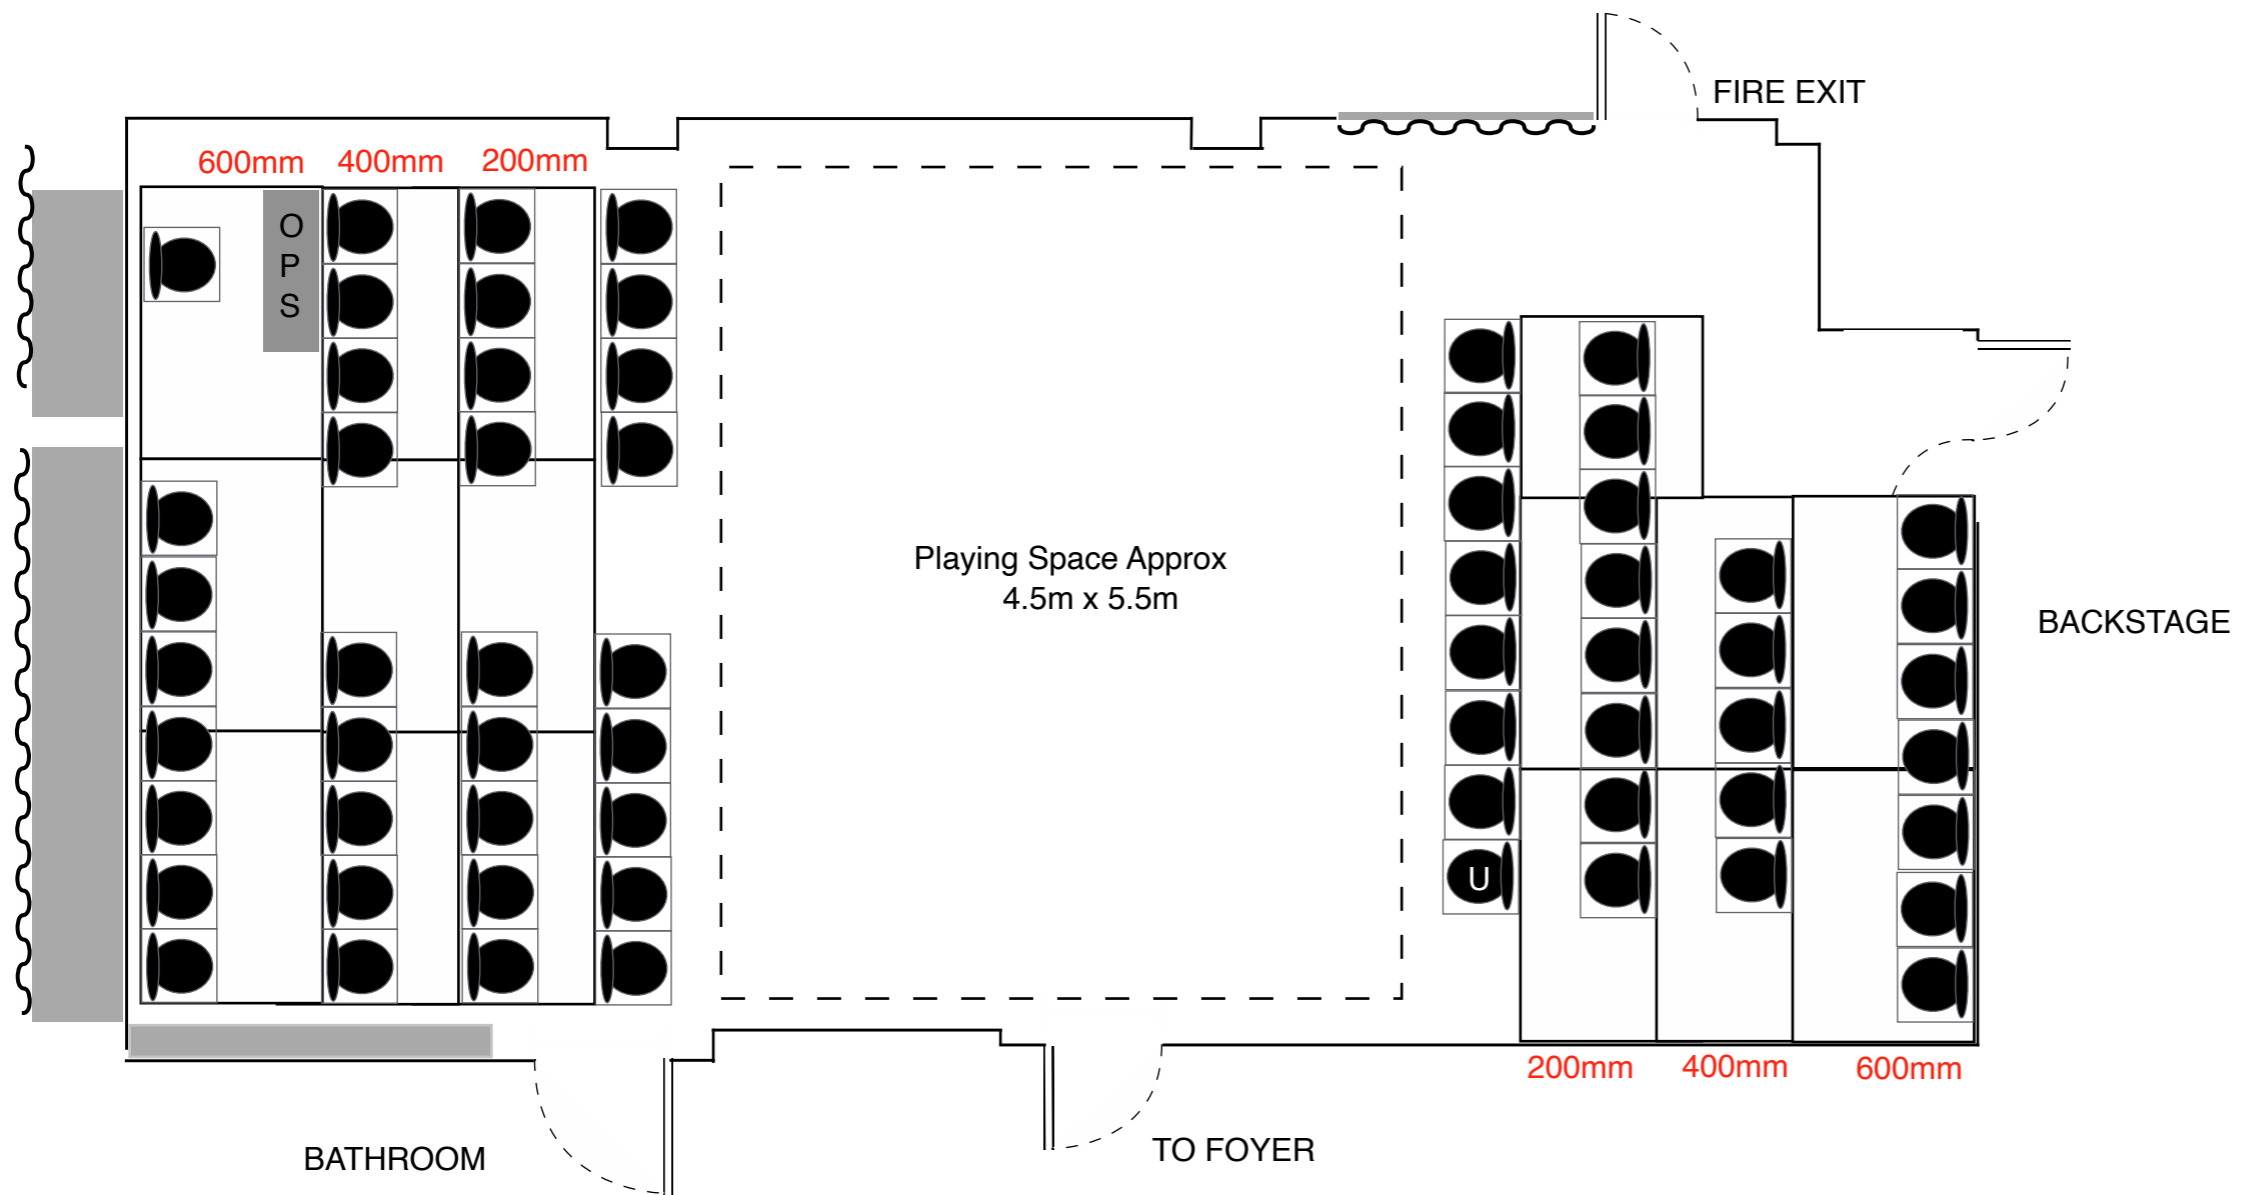 FIRE EXIT
600mm 400mm 200mm
O
P
S
Playing Space Approx
4.5m x 5.5m
BACKSTAGE
U
200mm 400mm 600mm
BATHROOM
TO FOYER